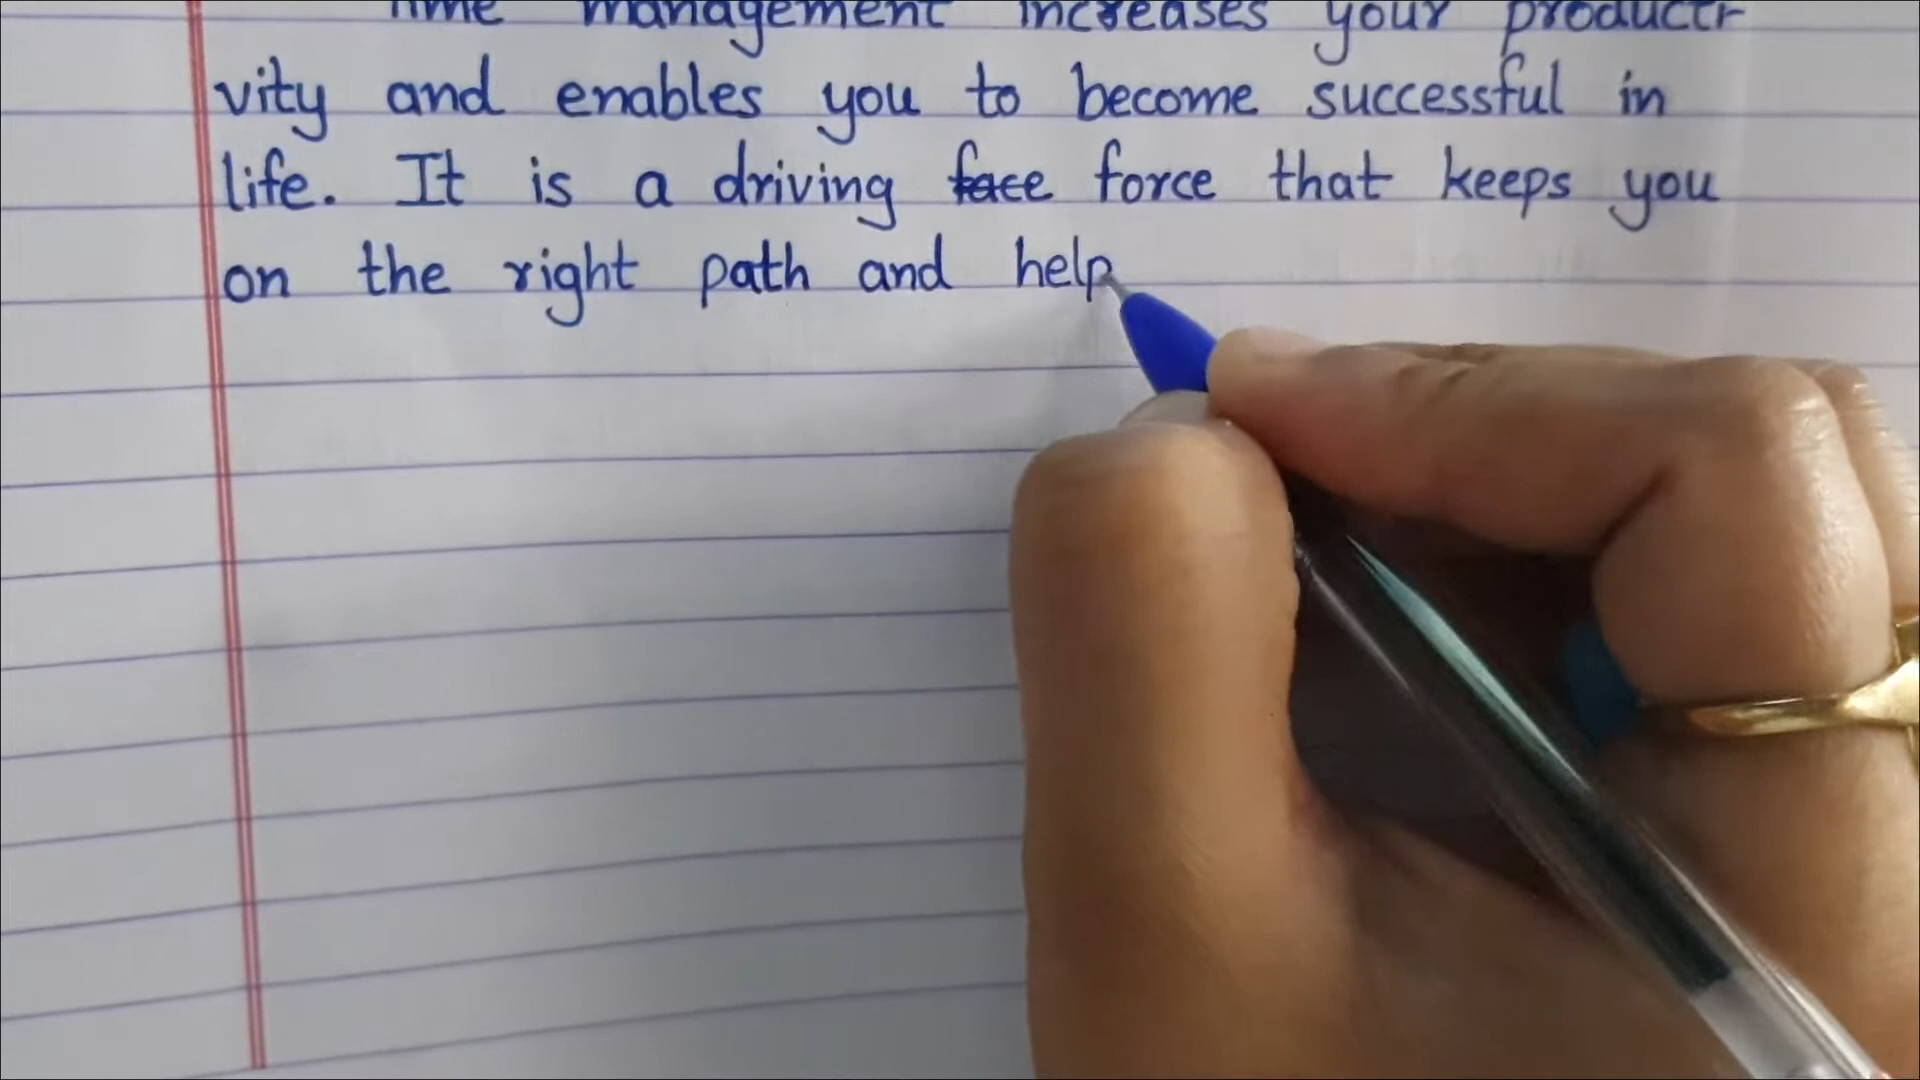 Time management increases your producti
vity and enables you to become successful in
life. It is a driving face force that keeps you
on the right path and help